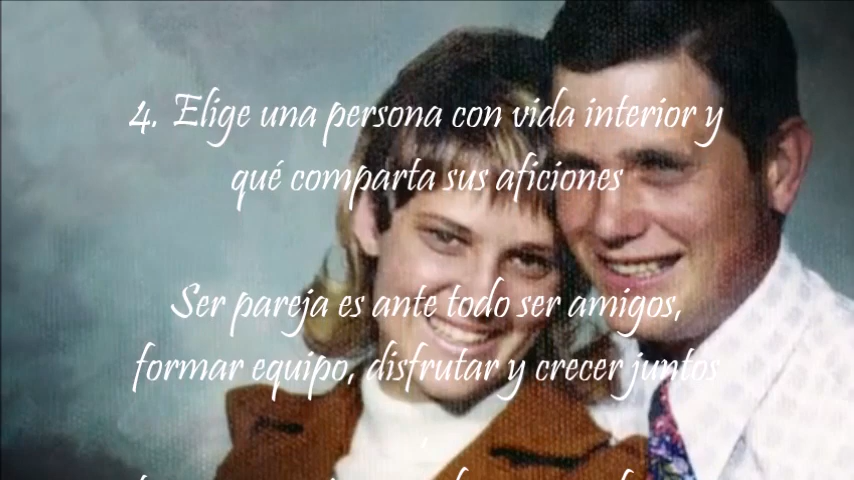 4. Elige una persona con vida interior y
qué comparta sus aficiones
Ser pareja es ante todo ser amigos,
formar equipo, disfrutar y crecer juntos
,